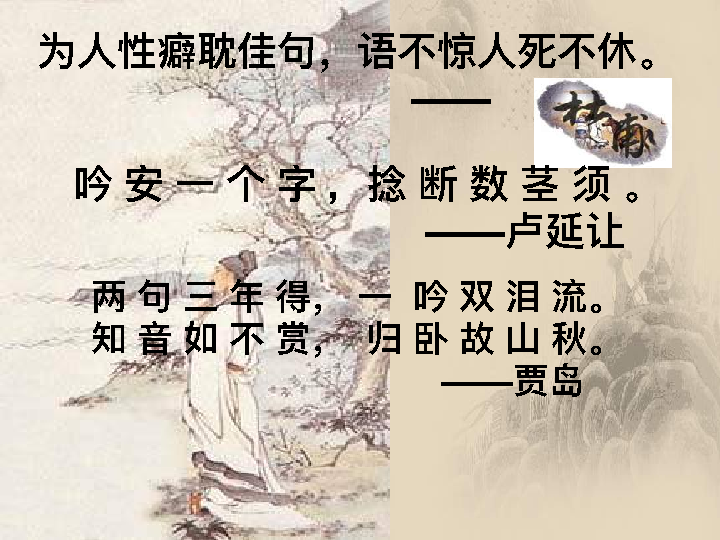 为人性癖耽佳句，语不惊人死不休。
——杜甫
吟安一个字，捻断数茎须。
——卢延让
两句三年得，一吟双泪流。
知音如不赏，归卧故山秋。
——贾岛